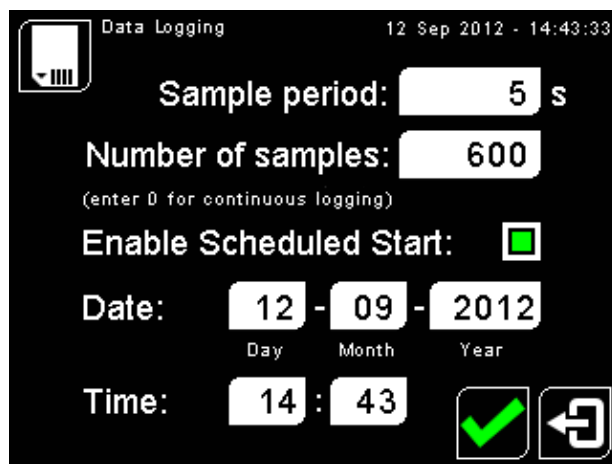 Data Logging 12 Sep 2012 - 14:43:33
Sample period: 5 s
Number of samples: 600
(enter 0 for continuous logging)
Enable Scheduled Start:
Date: 12 - 09 - 2012
Day Month Year
Time: 14 : 43